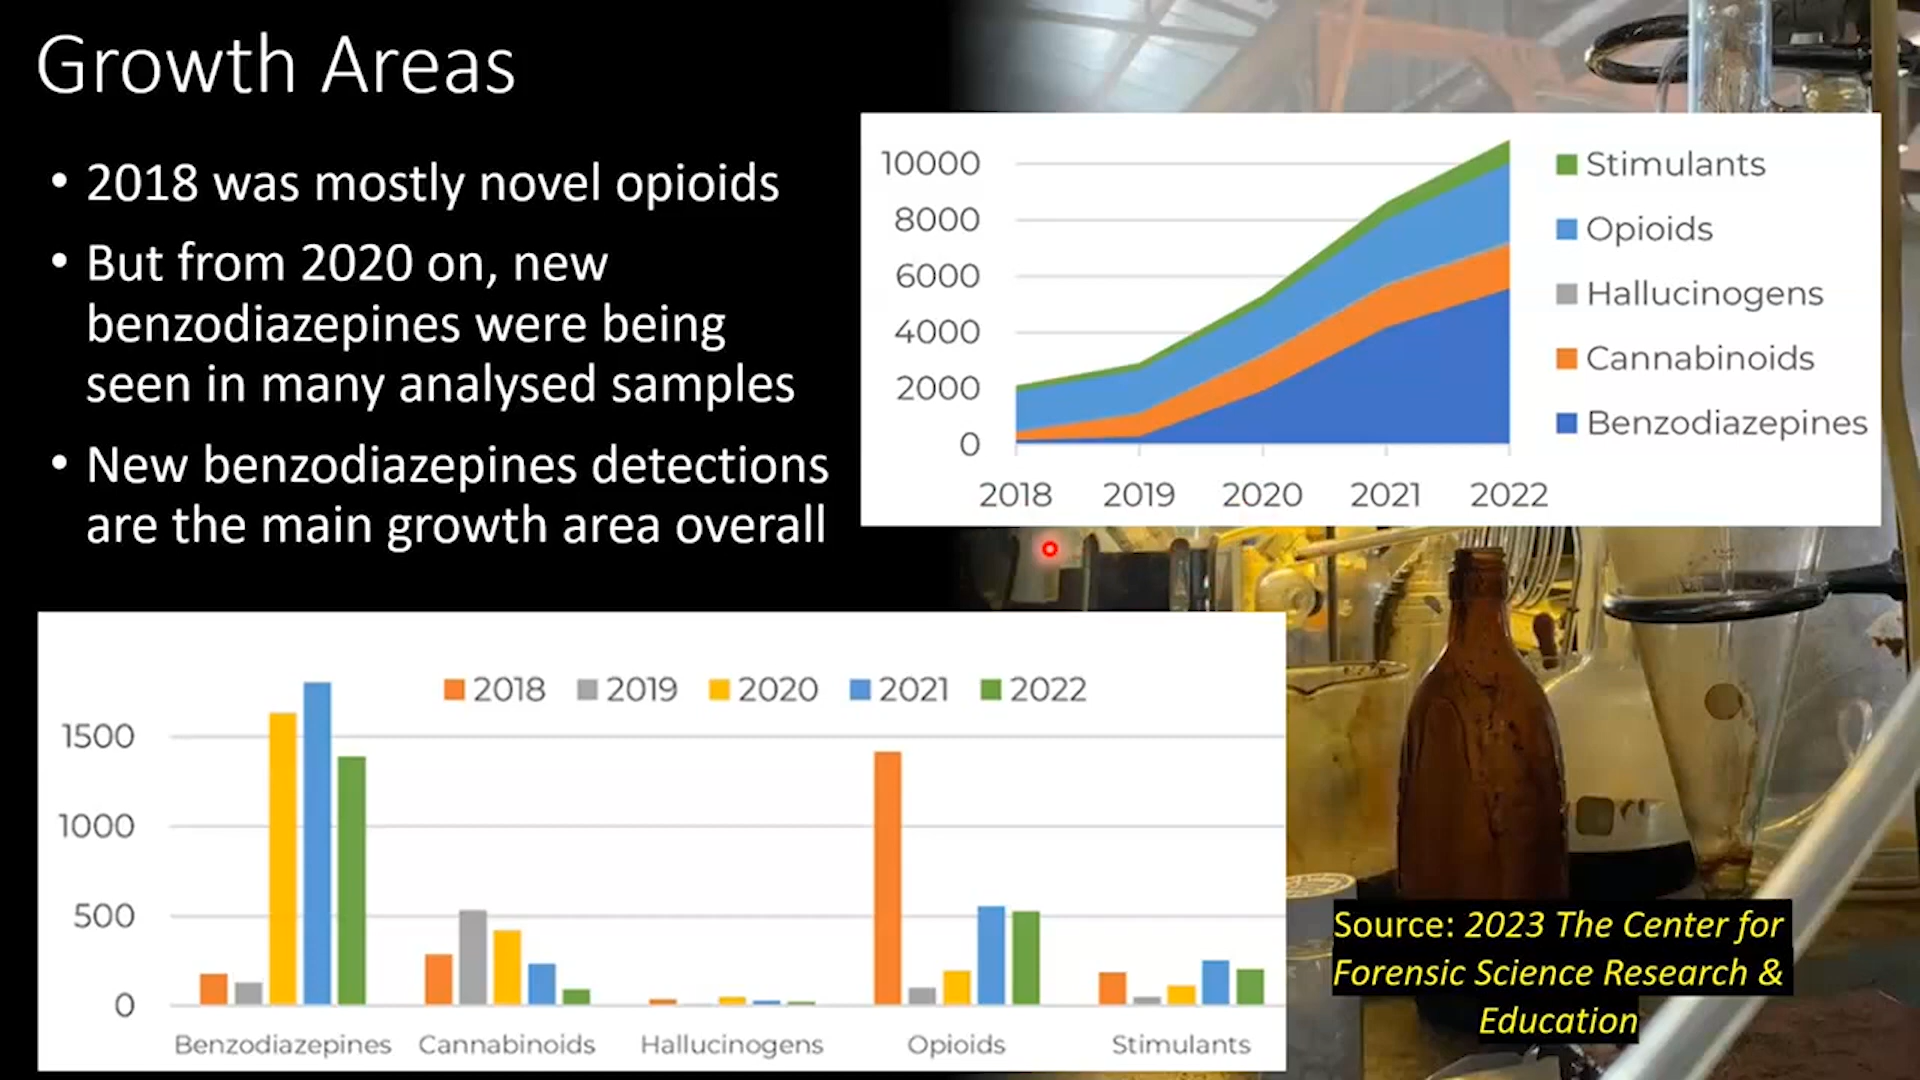 Growth Areas
• 2018 was mostly novel opioids
• But from 2020 on, new
benzodiazepines were being
seen in many analysed samples
• New benzodiazepines detections
are the main growth area overall
10000
8000
6000
4000
2000
0
2018 2019 2020 2021 2022
Stimulants
Opioids
Hallucinogens
Cannabinoids
Benzodiazepines
2018 2019 2020 2021 2022
1500
1000
500
0
Benzodiazepines Cannabinoids Hallucinogens Opioids Stimulants
Source: 2023 The Center for
Forensic Science Research &
Education